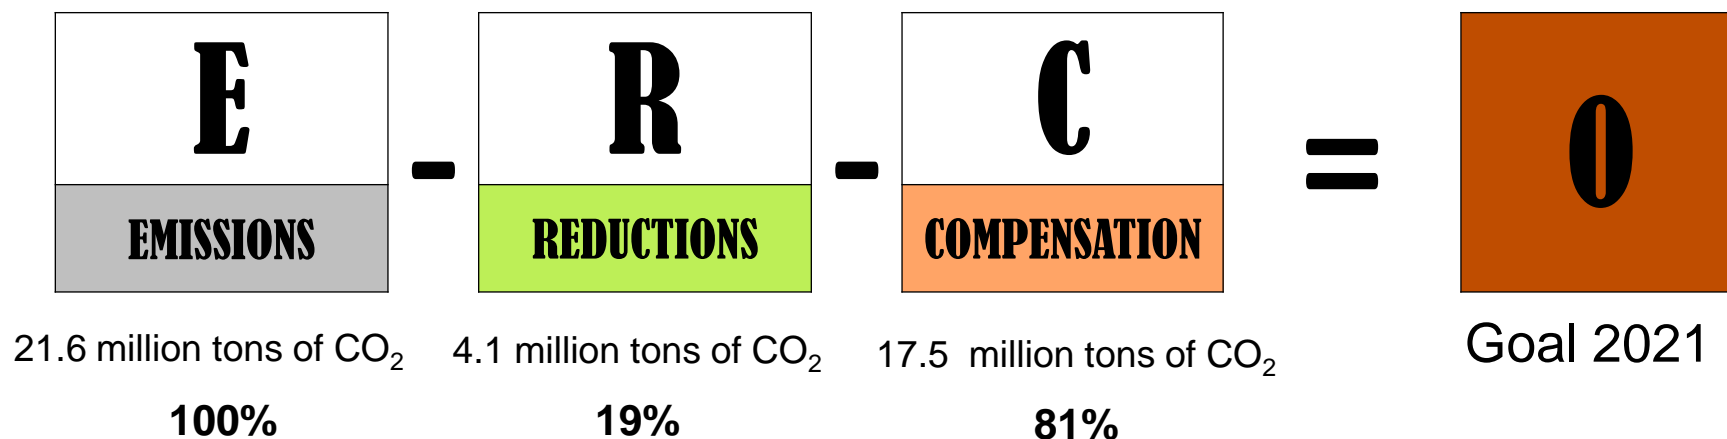 E - R - C = 0
EMISSIONS REDUCTIONS COMPENSATION
21.6 million tons of CO₂ 4.1 million tons of CO₂ 17.5 million tons of CO₂ Goal 2021
100% 19% 81%